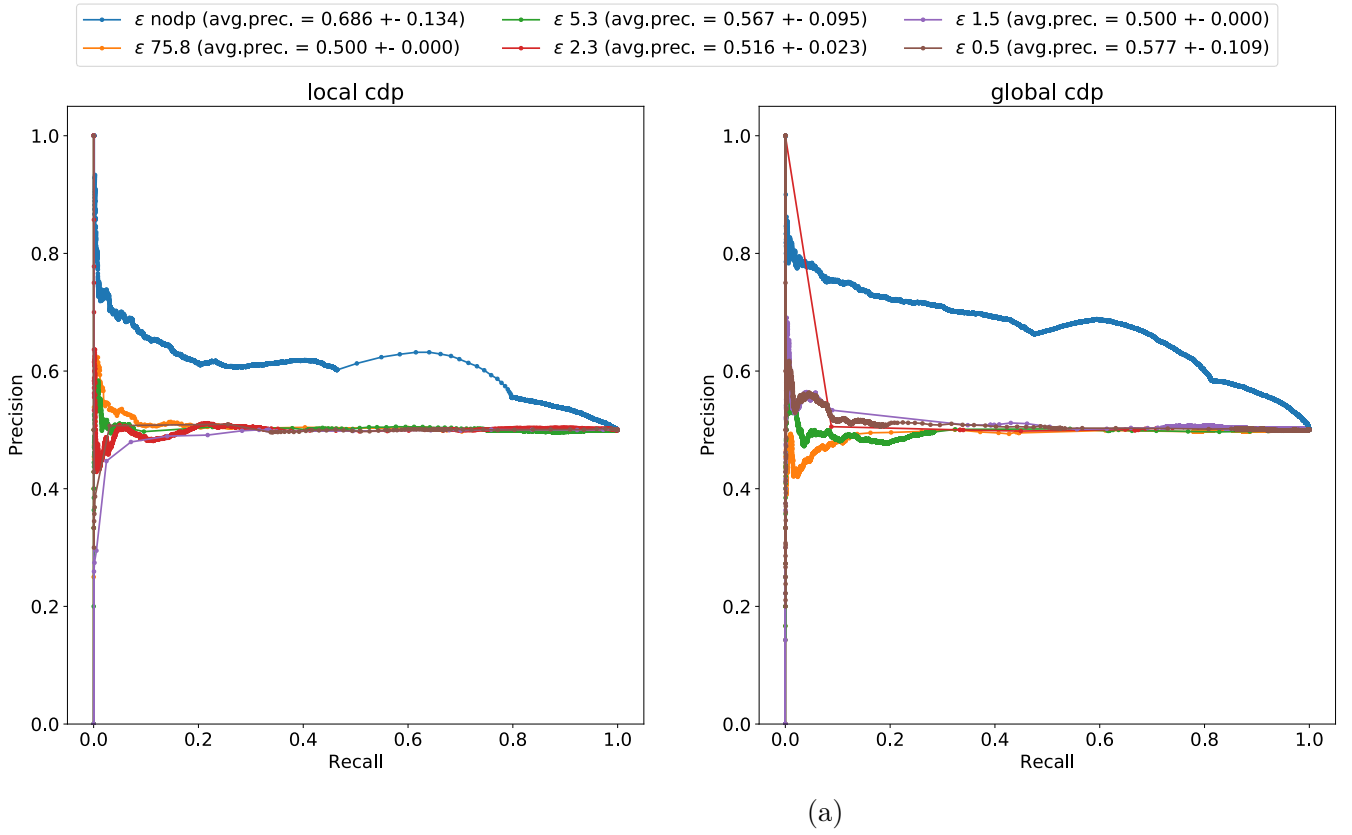 ε nodp (avg.prec. = 0.686 +- 0.134)
ε 5.3 (avg.prec. = 0.567 +- 0.095)
ε 1.5 (avg.prec. = 0.500 +- 0.000)
ε 75.8 (avg.prec. = 0.500 +- 0.000)
ε 2.3 (avg.prec. = 0.516 +- 0.023)
ε 0.5 (avg.prec. = 0.577 +- 0.109)
local cdp
1.0
0.8
0.6
0.4
0.2
0.0
Precision
0.0 0.2 0.4 0.6 0.8 1.0
Recall
global cdp
1.0
0.8
0.6
0.4
0.2
0.0
Precision
0.0 0.2 0.4 0.6 0.8 1.0
Recall
(a)